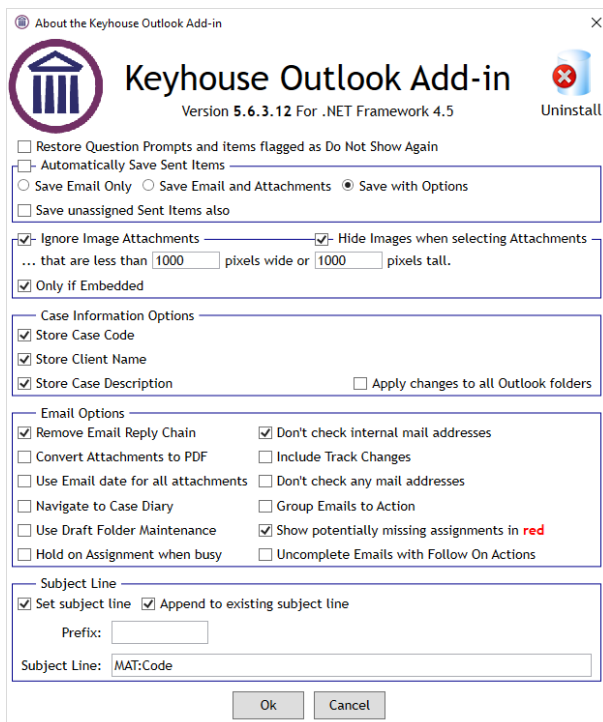 About the Keyhouse Outlook Add-in
Keyhouse Outlook Add-in
Version 5.6.3.12 For .NET Framework 4.5
Uninstall
Restore Question Prompts and items flagged as Do Not Show Again
Automatically Save Sent Items
Save Email Only Save Email and Attachments Save with Options
Save unassigned Sent Items also
Ignore Image Attachments Hide Images when selecting Attachments
... that are less than 1000 pixels wide or 1000 pixels tall.
Only if Embedded
Case Information Options
Store Case Code
Store Client Name
Store Case Description Apply changes to all Outlook folders
Email Options
Remove Email Reply Chain Don't check internal mail addresses
Convert Attachments to PDF Include Track Changes
Use Email date for all attachments Don't check any mail addresses
Navigate to Case Diary Group Emails to Action
Use Draft Folder Maintenance Show potentially missing assignments in red
Hold on Assignment when busy Uncomplete Emails with Follow On Actions
Subject Line
Set subject line Append to existing subject line
Prefix:
Subject Line: MAT:Code
Ok Cancel